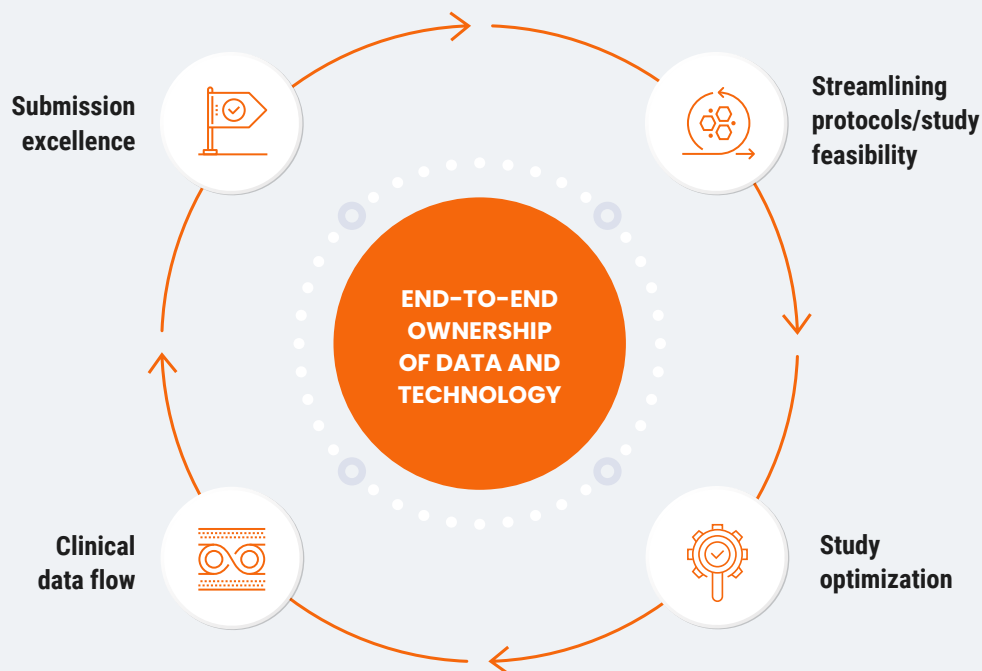 Submission
excellence
Streamlining
protocols/study
feasibility
END-TO-END
OWNERSHIP
OF DATA AND
TECHNOLOGY
Clinical
data flow
Study
optimization